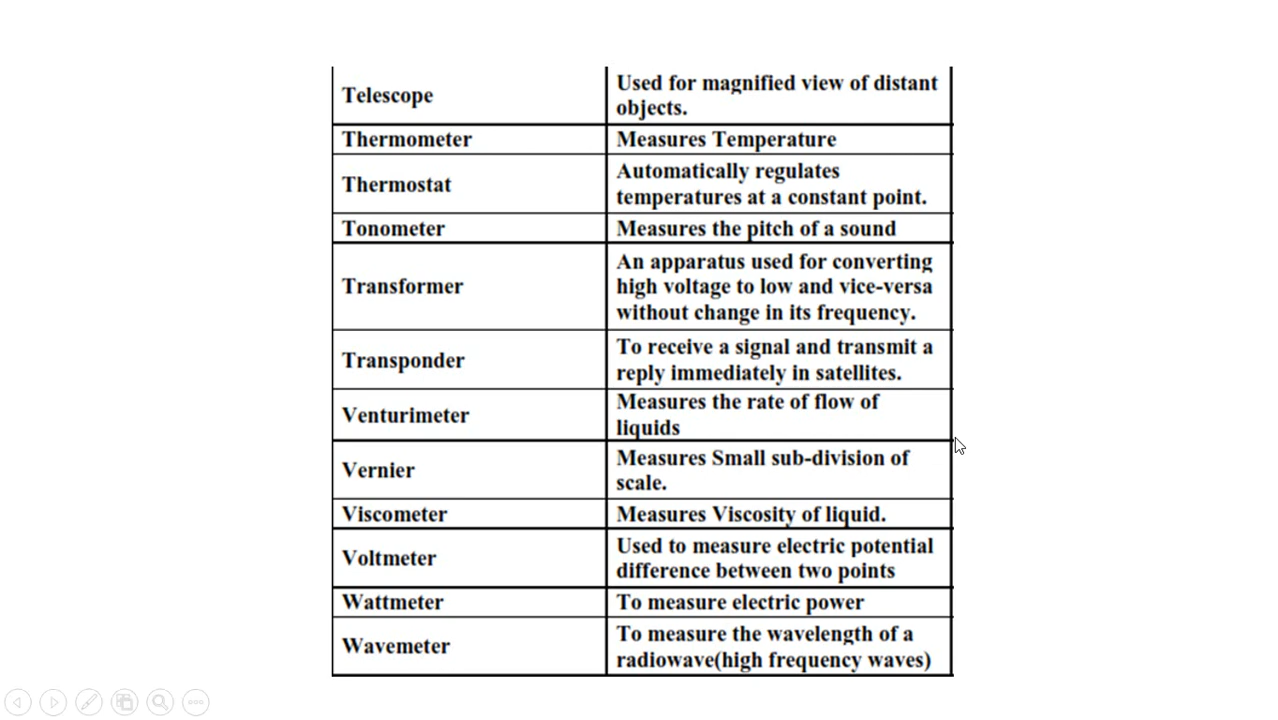 Telescope
Used for magnified view of distant
objects.
Thermometer
Measures Temperature
Thermostat
Automatically regulates
temperatures at a constant point.
Tonometer
Measures the pitch of a sound
Transformer
An apparatus used for converting
high voltage to low and vice-versa
without change in its frequency.
Transponder
To receive a signal and transmit a
reply immediately in satellites.
Venturimeter
Measures the rate of flow of
liquids
Vernier
Measures Small sub-division of
scale.
Viscometer
Measures Viscosity of liquid.
Voltmeter
Used to measure electric potential
difference between two points
Wattmeter
To measure electric power
Wavemeter
To measure the wavelength of a
radiowave(high frequency waves)